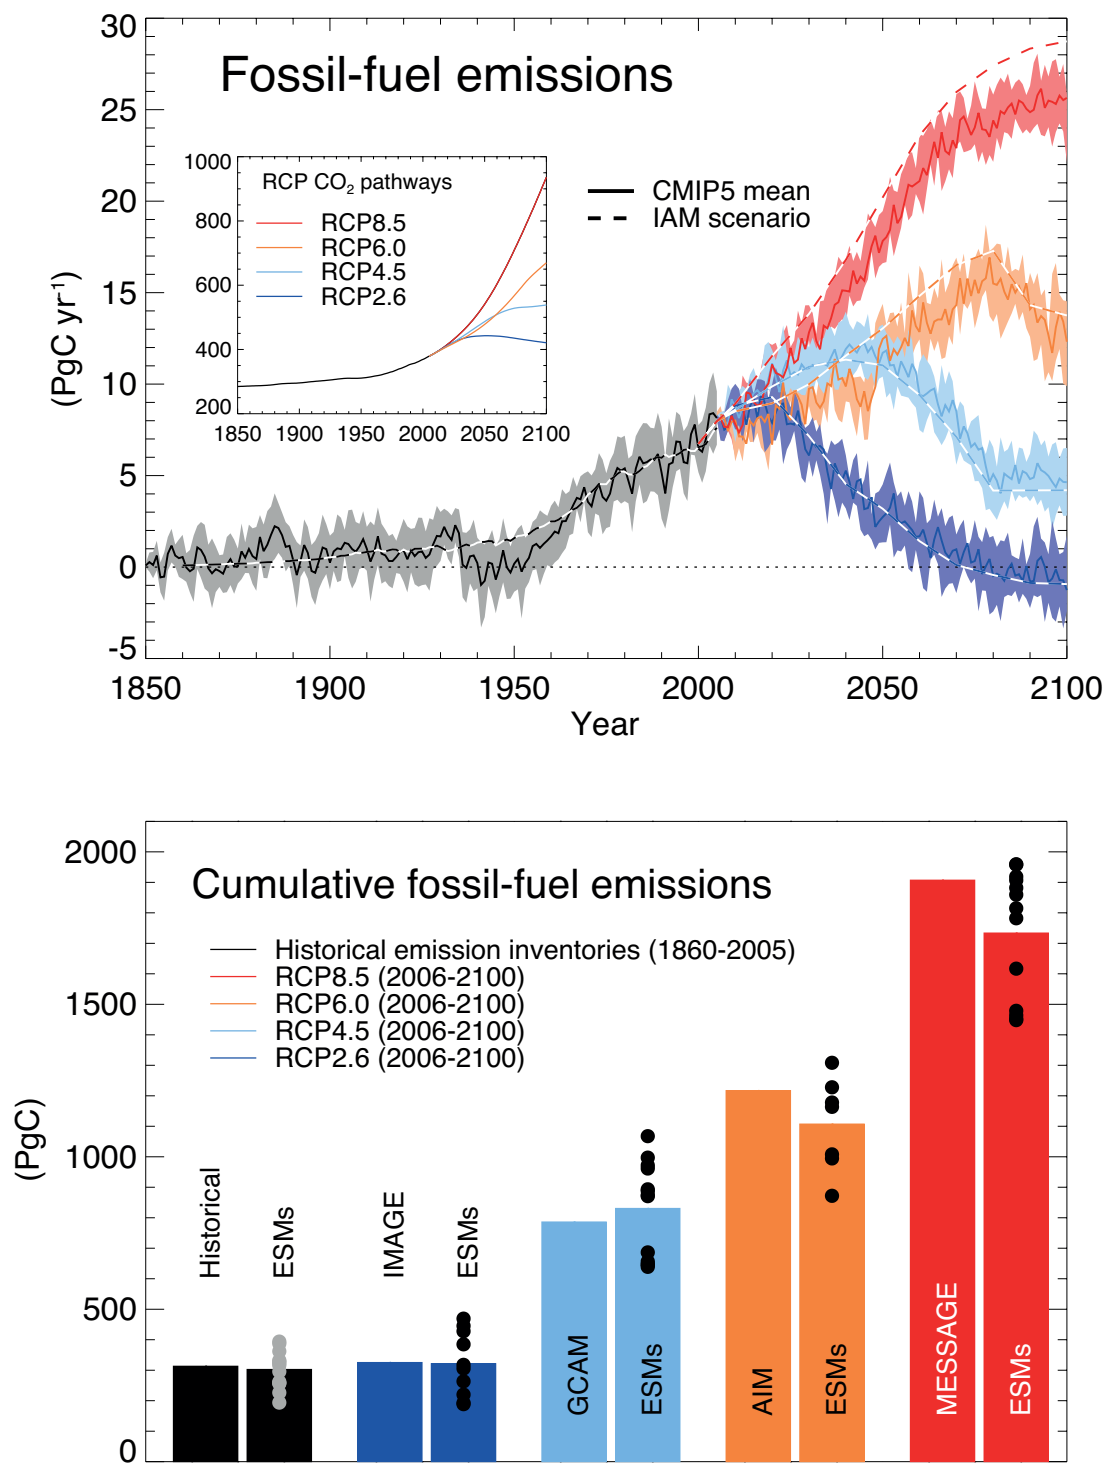 Fossil-fuel emissions
30
25
20
15
10
5
0
-5
(PgC yr⁻¹)
1000
800
600
400
200
RCP CO₂ pathways
RCP8.5
RCP6.0
RCP4.5
RCP2.6
1850 1900 1950 2000 2050 2100
CMIP5 mean
IAM scenario
1850 1900 1950 2000 2050 2100
Year
Cumulative fossil-fuel emissions
2000
1500
1000
500
0
(PgC)
Historical emission inventories (1860-2005)
RCP8.5 (2006-2100)
RCP6.0 (2006-2100)
RCP4.5 (2006-2100)
RCP2.6 (2006-2100)
Historical
ESMs
IMAGE
ESMs
GCAM
ESMs
AIM
ESMs
MESSAGE
ESMs